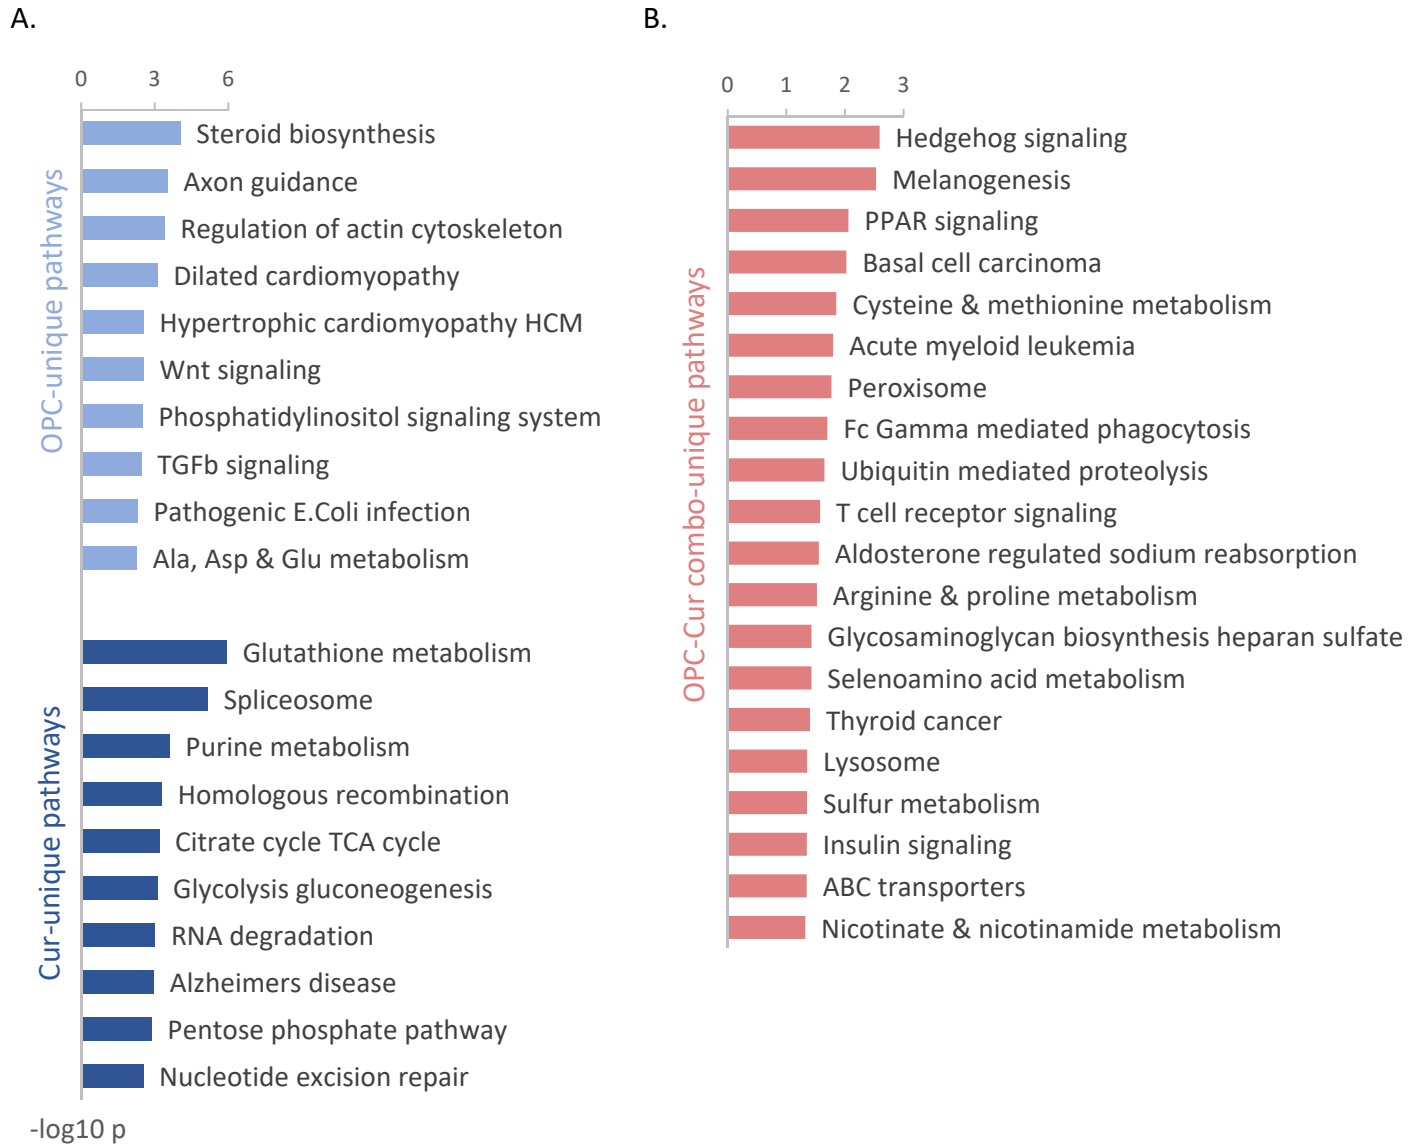 A.
0 3 6
OPC-unique pathways
Steroid biosynthesis
Axon guidance
Regulation of actin cytoskeleton
Dilated cardiomyopathy
Hypertrophic cardiomyopathy HCM
Wnt signaling
Phosphatidylinositol signaling system
TGFb signaling
Pathogenic E.Coli infection
Ala, Asp & Glu metabolism
Cur-unique pathways
Glutathione metabolism
Spliceosome
Purine metabolism
Homologous recombination
Citrate cycle TCA cycle
Glycolysis gluconeogenesis
RNA degradation
Alzheimers disease
Pentose phosphate pathway
Nucleotide excision repair
-log10 p
B.
0 1 2 3
OPC-Cur combo-unique pathways
Hedgehog signaling
Melanogenesis
PPAR signaling
Basal cell carcinoma
Cysteine & methionine metabolism
Acute myeloid leukemia
Peroxisome
Fc Gamma mediated phagocytosis
Ubiquitin mediated proteolysis
T cell receptor signaling
Aldosterone regulated sodium reabsorption
Arginine & proline metabolism
Glycosaminoglycan biosynthesis heparan sulfate
Selenoamino acid metabolism
Thyroid cancer
Lysosome
Sulfur metabolism
Insulin signaling
ABC transporters
Nicotinate & nicotinamide metabolism